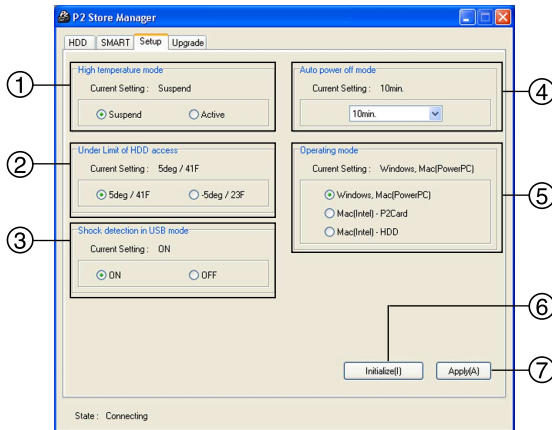 P2 Store Manager
HDD SMART Setup Upgrade
High temperature mode
Current Setting : Suspend
Suspend Active
Auto power off mode
Current Setting : 10min.
10min.
Under Limit of HDD access
Current Setting : 5deg / 41F
5deg / 41F -5deg / 23F
Operating mode
Current Setting : Windows, Mac(PowerPC)
Windows, Mac(PowerPC)
Mac(Intel) - P2Card
Mac(Intel) - HDD
Shock detection in USB mode
Current Setting : ON
ON OFF
Initialize(I) Apply(A)
State : Connecting
①
②
③
④
⑤
⑥
⑦